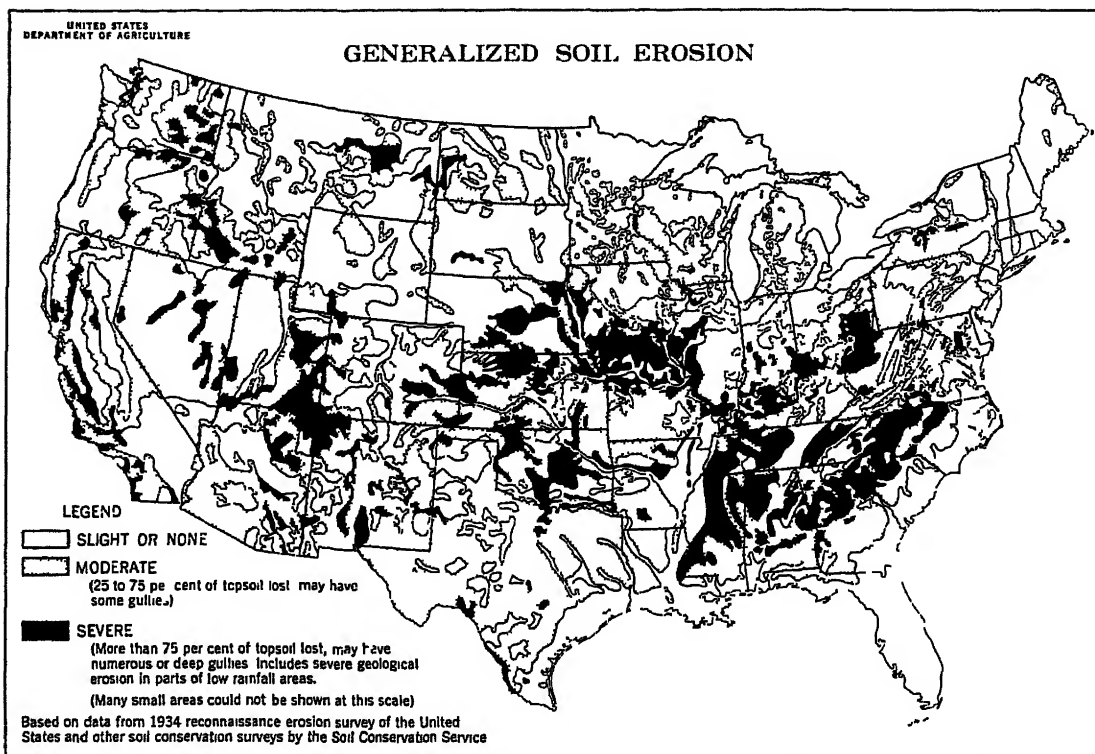 UNITED STATES
DEPARTMENT OF AGRICULTURE
GENERALIZED SOIL EROSION
LEGEND
SLIGHT OR NONE
MODERATE
(25 to 75 pe cent of topsoil lost may have
some gullies)
SEVERE
(More than 75 per cent of topsoil lost, may have
numerous or deep gullies Includes severe geological
erosion in parts of low rainfall areas.
(Many small areas could not be shown at this scale)
Based on data from 1934 reconnaissance erosion survey of the United
States and other soil conservation surveys by the Soil Conservation Service